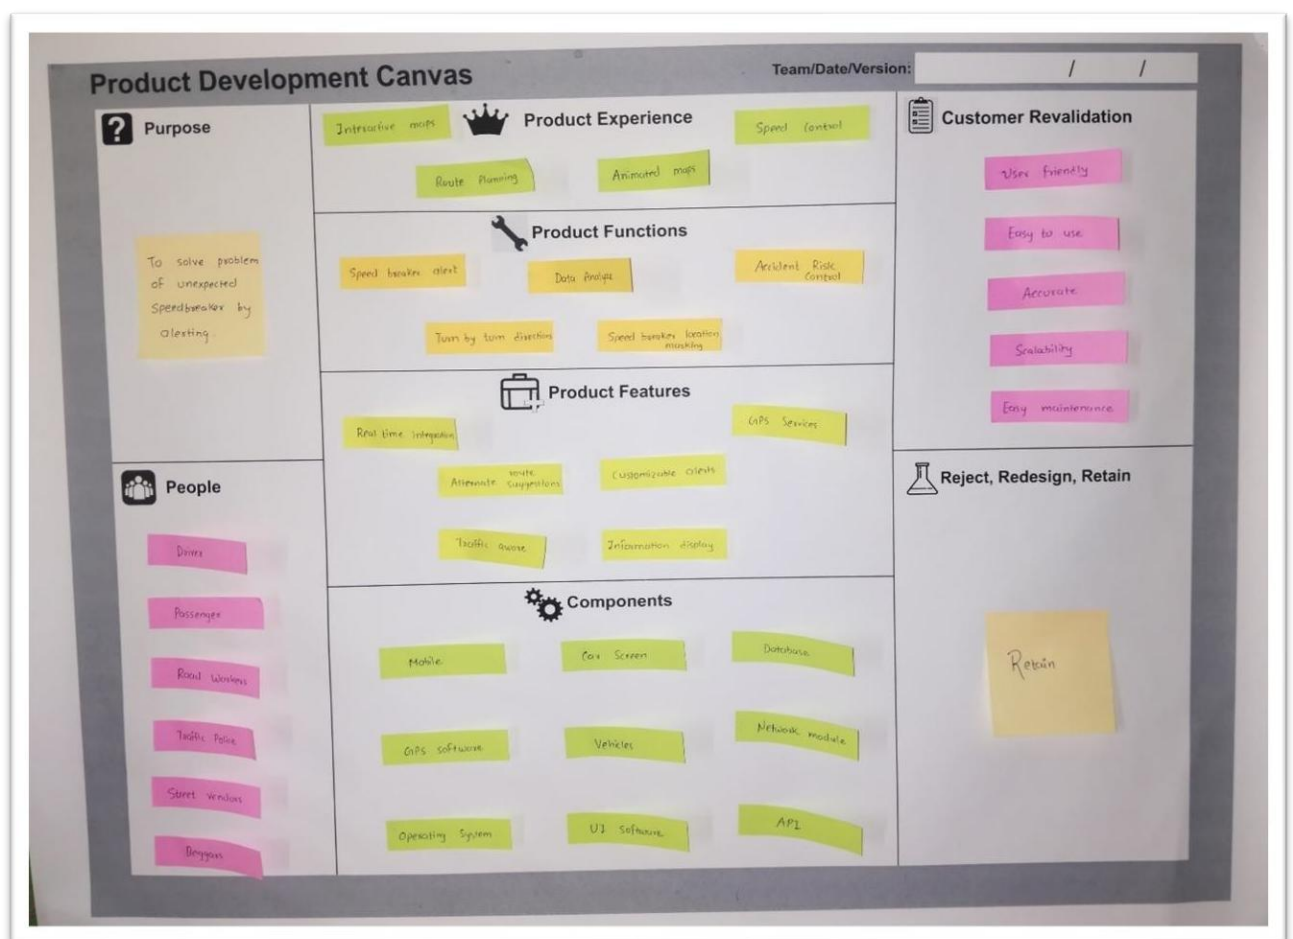 Product Development Canvas
Team/Date/Version:
/ /
Purpose
To solve problem
of unexpected
Speedbreaker by
alerting.
People
Driver
Passenger
Road Workers
Traffic Police
Street Vendors
Beggars
Product Experience
Interactive maps
Speed Control
Route Planning
Animated maps
Product Functions
Speed breaker alert
Data Analyze
Accident Risk
Control
Turn by turn direction
Speed breaker location
masking
Product Features
Real time integration
GPS Services
route
Alternate suggestions
Customizable alerts
Traffic aware
Information display
Components
Mobile
Car Screen
Database
GPS software
Vehicles
Network module
Operating System
UI Software
API
Customer Revalidation
User friendly
Easy to use
Accurate
Scalability
Easy maintenance
Reject, Redesign, Retain
Retain